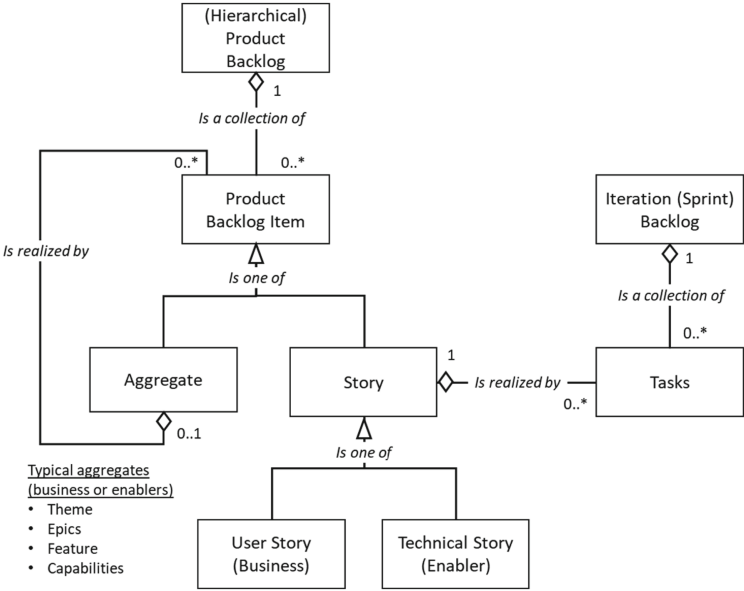 (Hierarchical)
Product
Backlog
1
Is a collection of
0..*
0..*
Product
Backlog Item
Iteration (Sprint)
Backlog
Is realized by
1
Is one of
Is a collection of
0..*
Aggregate
Story
1
Is realized by
0..*
Tasks
0..1
Is one of
Typical aggregates
(business or enablers)
• Theme
• Epics
• Feature
• Capabilities
User Story
(Business)
Technical Story
(Enabler)